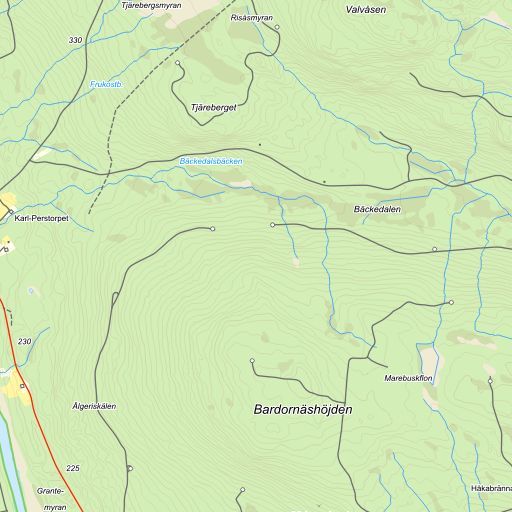 Tjärebergsmyran
Valvåsen
Risåsmyran
330
Frukostb.
Tjäreberget
Bäckedalsbäcken
Bäckedalen
Karl-Perstorpet
230
Marebuskflon
Ålgeriskälen
Bardornäshöjden
225
Grante-
myran
Håkabränna